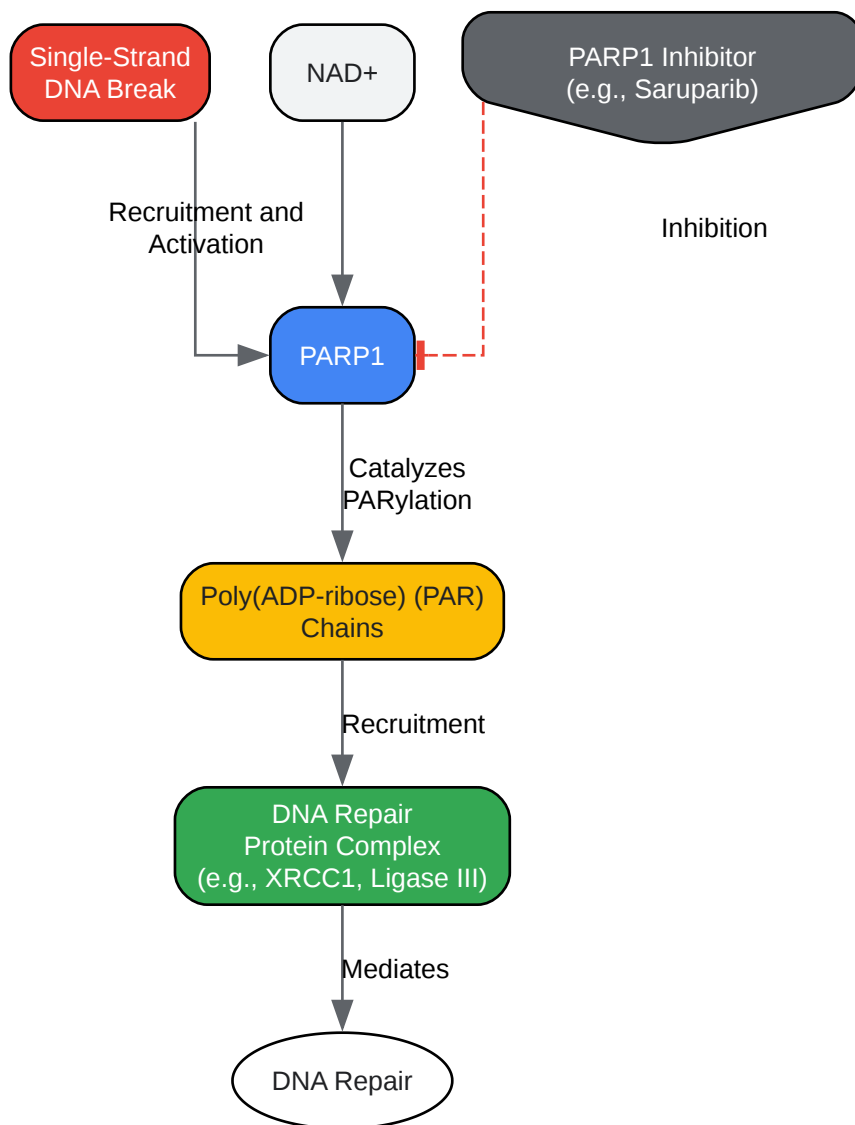 Single-Strand
DNA Break
NAD+
PARP1 Inhibitor
(e.g., Saruparib)
Recruitment and
Activation
Inhibition
PARP1
Catalyzes
PARylation
Poly(ADP-ribose) (PAR)
Chains
Recruitment
DNA Repair
Protein Complex
(e.g., XRCC1, Ligase III)
Mediates
DNA Repair